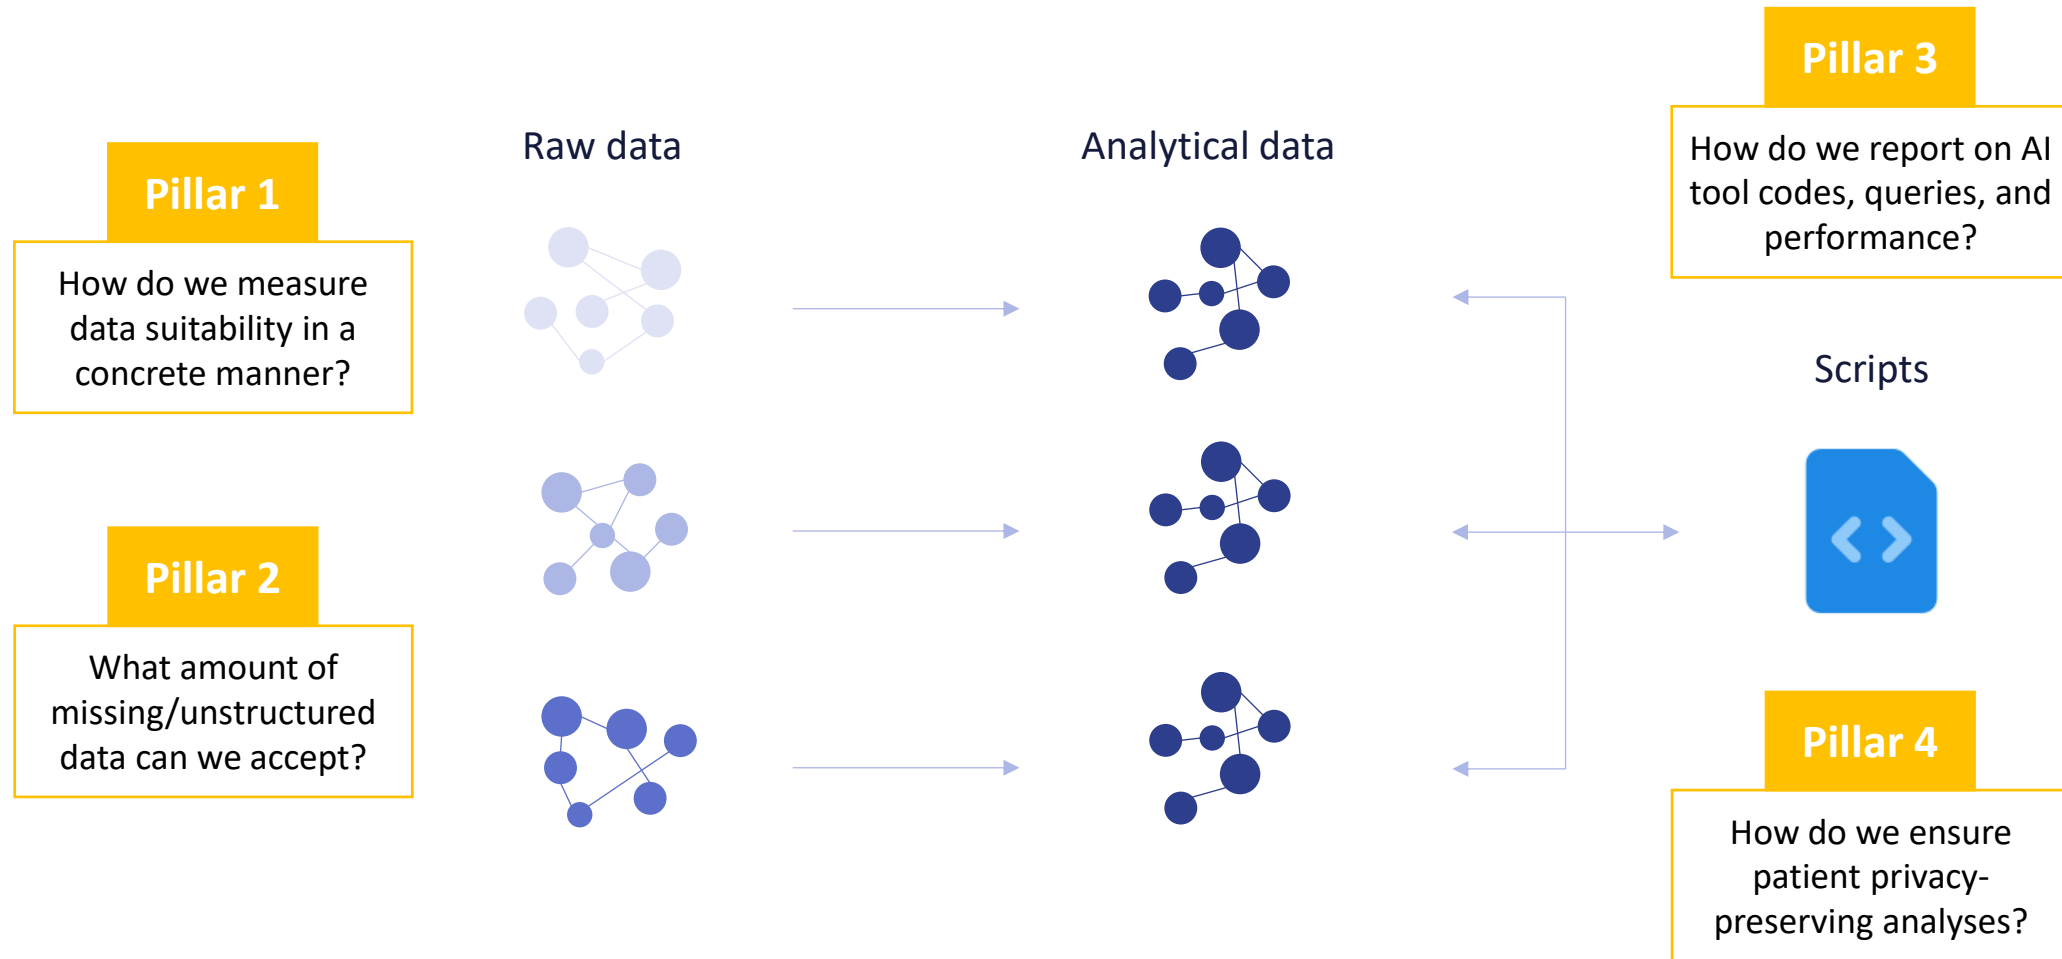 Pillar 1
How do we measure
data suitability in a
concrete manner?
Pillar 2
What amount of
missing/unstructured
data can we accept?
Raw data
Analytical data
Pillar 3
How do we report on AI
tool codes, queries, and
performance?
Scripts
Pillar 4
How do we ensure
patient privacy-
preserving analyses?